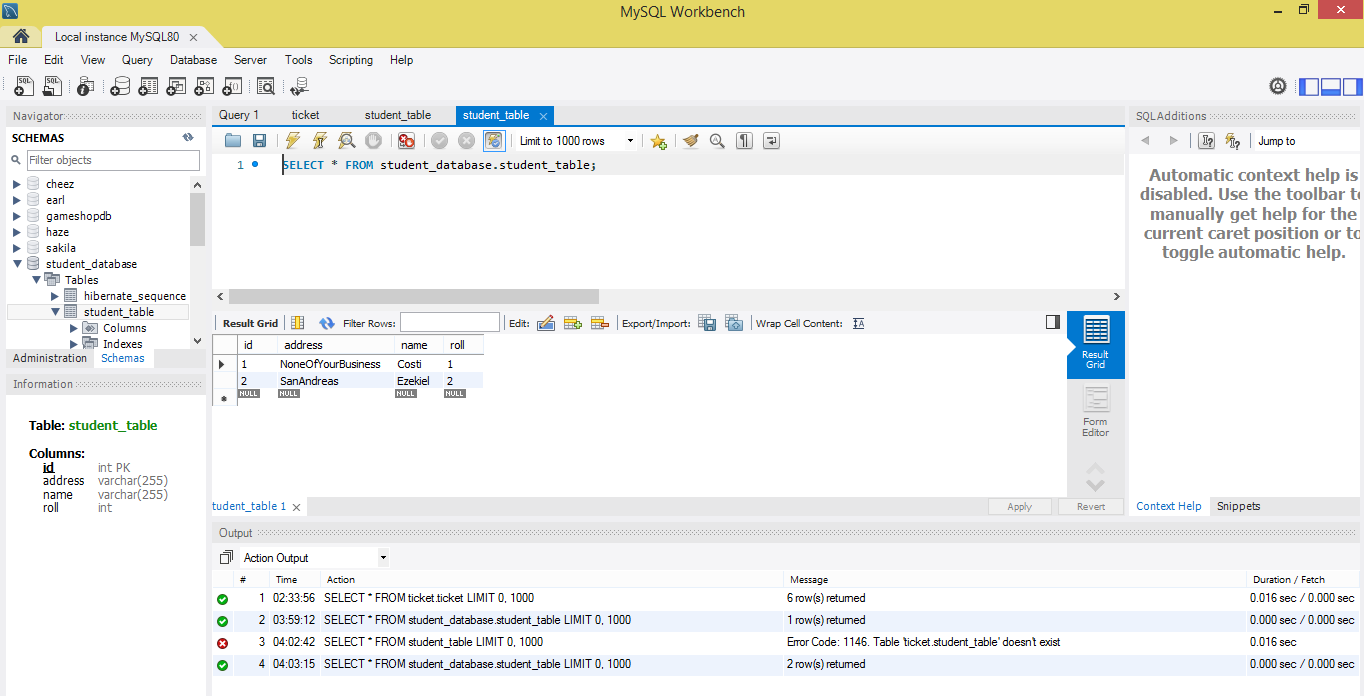 MySQL Workbench
Local instance MySQL80
File Edit View Query Database Server Tools Scripting Help
Navigator
SCHEMAS
Filter objects
cheez
earl
gameshopdb
haze
sakila
student_database
Tables
hibernate_sequence
student_table
Columns
Indexes
Administration Schemas
Information
Table: student_table
Columns:
id int PK
address varchar(255)
name varchar(255)
roll int
Query 1 ticket student_table student_table
Limit to 1000 rows
1 SELECT * FROM student_database.student_table;
Result Grid Filter Rows: Edit: Export/Import: Wrap Cell Content:
id address name roll
1 NoneOfYourBusiness Costi 1
2 SanAndreas Ezekiel 2
NULL NULL NULL NULL
Result
Grid
Form
Editor
tudent_table 1
Apply Revert
SQLAdditions
Jump to
Automatic context help is
disabled. Use the toolbar to
manually get help for the
current caret position or to
toggle automatic help.
Context Help Snippets
Output
Action Output
# Time Action Message Duration / Fetch
1 02:33:56 SELECT * FROM ticket.ticket LIMIT 0, 1000 6 row(s) returned 0.016 sec / 0.000 sec
2 03:59:12 SELECT * FROM student_database.student_table LIMIT 0, 1000 1 row(s) returned 0.000 sec / 0.000 sec
3 04:02:42 SELECT * FROM student_table LIMIT 0, 1000 Error Code: 1146. Table 'ticket.student_table' doesn't exist 0.016 sec
4 04:03:15 SELECT * FROM student_database.student_table LIMIT 0, 1000 2 row(s) returned 0.000 sec / 0.000 sec